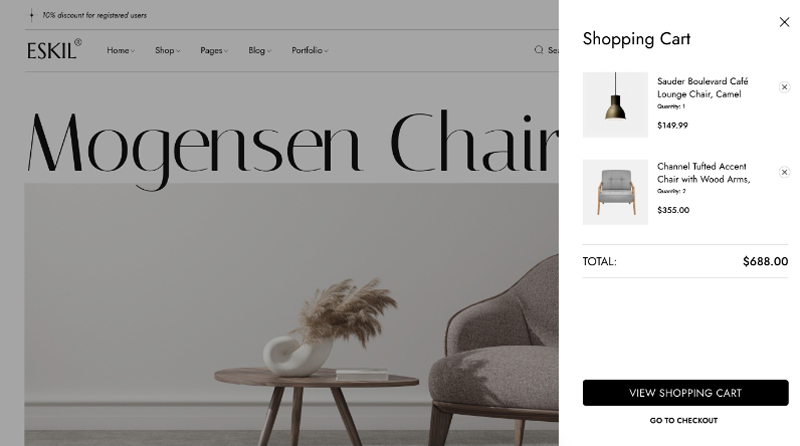 10% discount for registered users
ESKIL®
Home Shop Pages Blog Portfolio
Mogensen Chair
Shopping Cart
Sauder Boulevard Café
Lounge Chair, Camel
Quantity: 1
$149.99
Channel Tufted Accent
Chair with Wood Arms,
Quantity: 2
$355.00
TOTAL: $688.00
VIEW SHOPPING CART
GO TO CHECKOUT